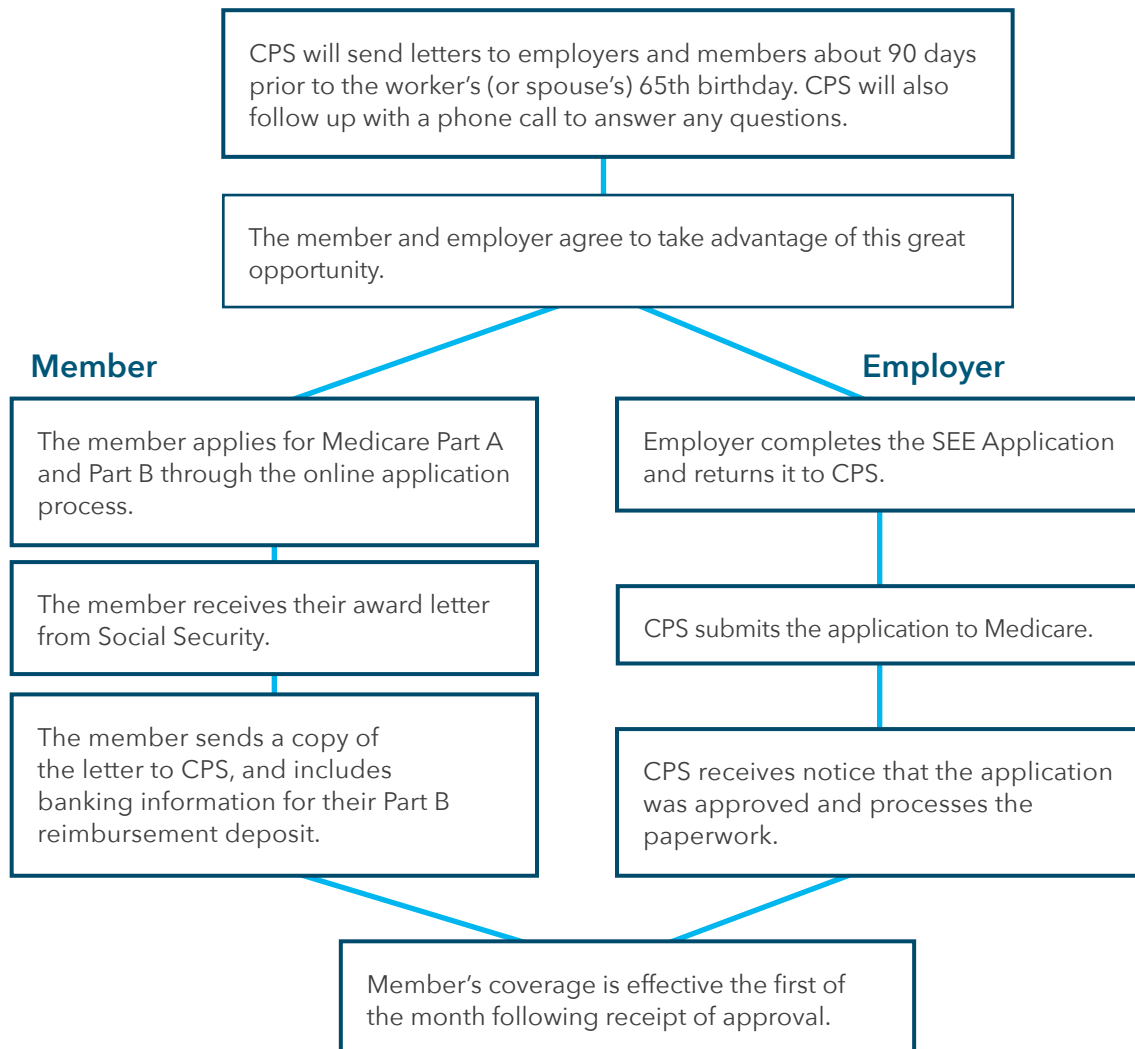 CPS will send letters to employers and members about 90 days
prior to the worker’s (or spouse’s) 65th birthday. CPS will also
follow up with a phone call to answer any questions.
The member and employer agree to take advantage of this great
opportunity.
Member
The member applies for Medicare Part A
and Part B through the online application
process.
The member receives their award letter
from Social Security.
The member sends a copy of
the letter to CPS, and includes
banking information for their Part B
reimbursement deposit.
Employer
Employer completes the SEE Application
and returns it to CPS.
CPS submits the application to Medicare.
CPS receives notice that the application
was approved and processes the
paperwork.
Member’s coverage is effective the first of
the month following receipt of approval.